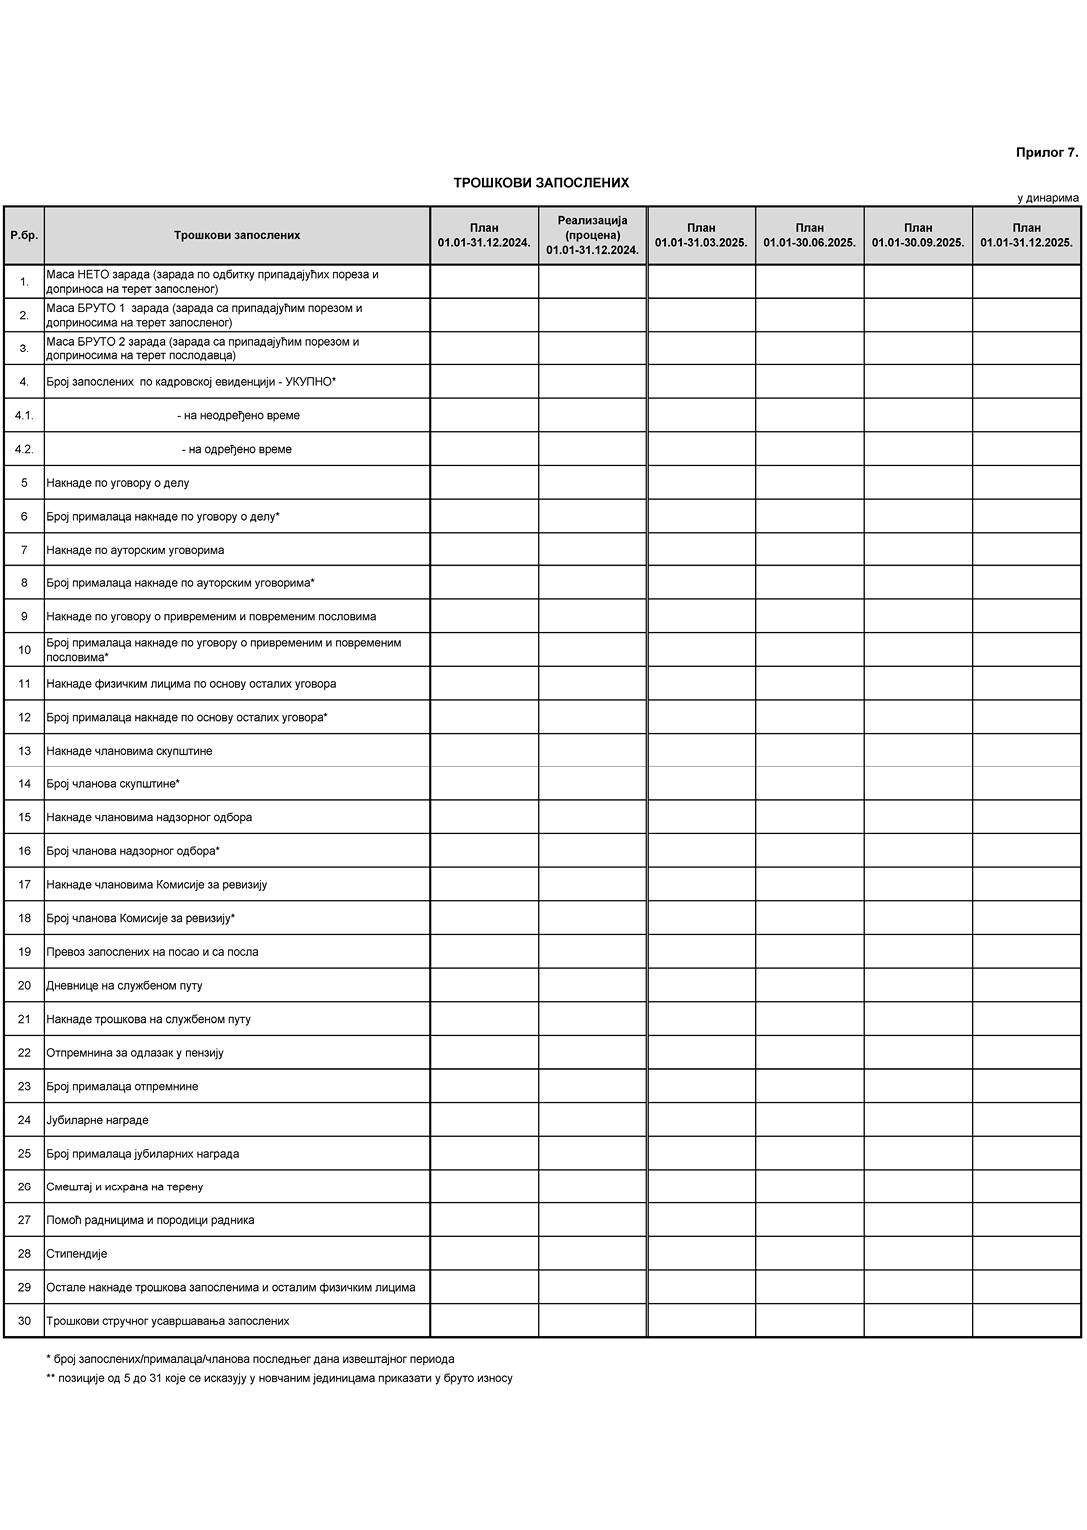 Прилог 7.
ТРОШКОВИ ЗАПОСЛЕНИХ
у динарима
Р.бр.
Трошкови запослених
План
01.01-31.12.2024.
Реализација
(процена)
01.01-31.12.2024.
План
01.01-31.03.2025.
План
01.01-30.06.2025.
План
01.01-30.09.2025.
План
01.01-31.12.2025.
1.
Маса НЕТО зарада (зарада по одбитку припадајућих пореза и
доприноса на терет запосленог)
2.
Маса БРУТО 1 зарада (зарада са припадајућим порезом и
доприносима на терет запосленог)
3.
Маса БРУТО 2 зарада (зарада са припадајућим порезом и
доприносима на терет послодавца)
4. Број запослених по кадровској евиденцији - УКУПНО*
4.1. - на неодређено време
4.2. - на одређено време
5 Накнаде по уговору о делу
6 Број прималаца накнаде по уговору о делу*
7 Накнаде по ауторским уговорима
8 Број прималаца накнаде по ауторским уговорима*
9 Накнаде по уговору о привременим и повременим пословима
10
Број прималаца накнаде по уговору о привременим и повременим
пословима*
11 Накнаде физичким лицима по основу осталих уговора
12 Број прималаца накнаде по основу осталих уговора*
13 Накнаде члановима скупштине
14 Број чланова скупштине*
15 Накнаде члановима надзорног одбора
16 Број чланова надзорног одбора*
17 Накнаде члановима Комисије за ревизију
18 Број чланова Комисије за ревизију*
19 Превоз запослених на посао и са посла
20 Дневнице на службеном путу
21 Накнаде трошкова на службеном путу
22 Отпремнина за одлазак у пензију
23 Број прималаца отпремнине
24 Јубиларне награде
25 Број прималаца јубиларних награда
26 Смештај и исхрана на терену
27 Помоћ радницима и породици радника
28 Стипендије
29 Остале накнаде трошкова запосленима и осталим физичким лицима
30 Трошкови стручног усавршавања запослених
* број запослених/прималаца/чланова последњег дана извештајног периода
** позиције од 5 до 31 које се исказују у новчаним јединицама приказати у бруто износу